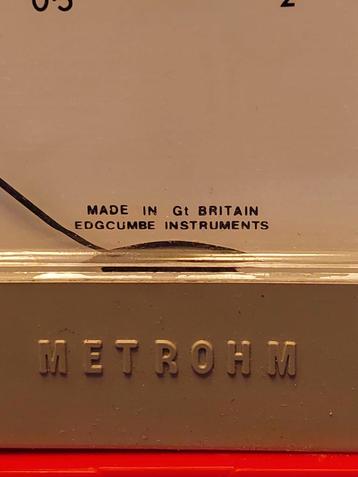 0.5 2
MADE IN Gt BRITAIN
EDGCUMBE INSTRUMENTS
METROHM